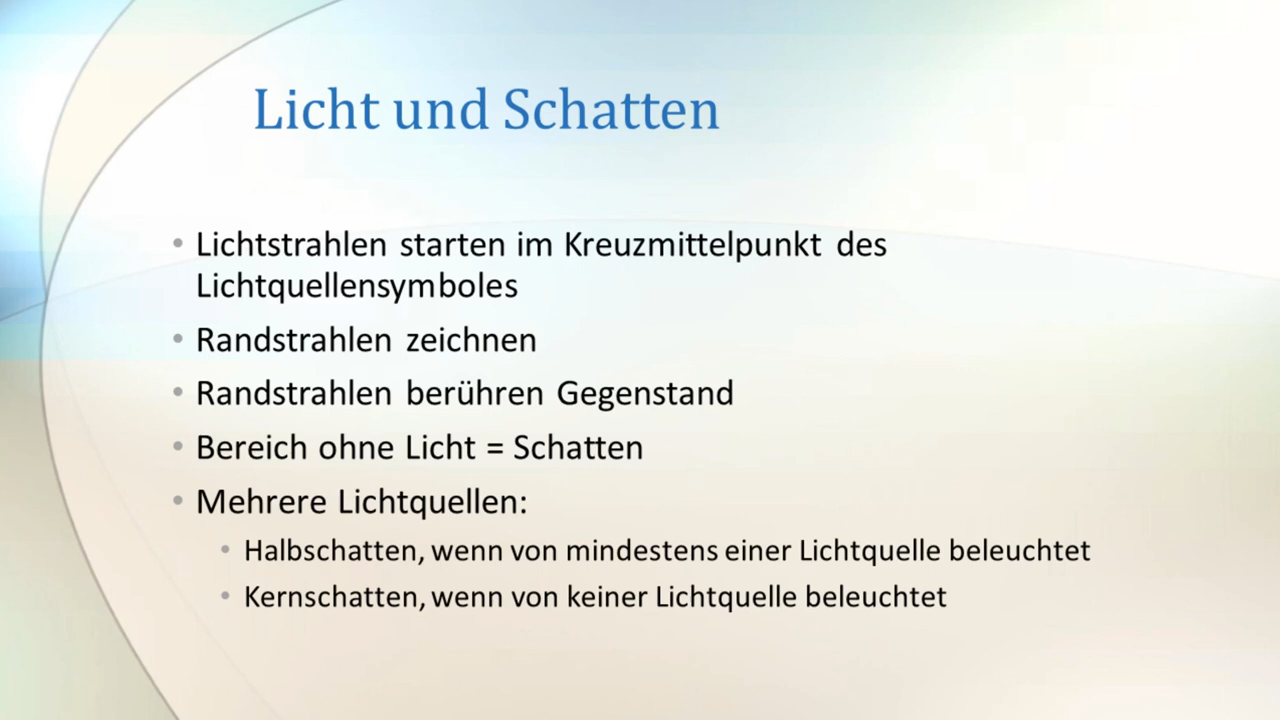 Licht und Schatten
• Lichtstrahlen starten im Kreuzmittelpunkt des
Lichtquellensymboles
• Randstrahlen zeichnen
• Randstrahlen berühren Gegenstand
• Bereich ohne Licht = Schatten
• Mehrere Lichtquellen:
• Halbschatten, wenn von mindestens einer Lichtquelle beleuchtet
• Kernschatten, wenn von keiner Lichtquelle beleuchtet